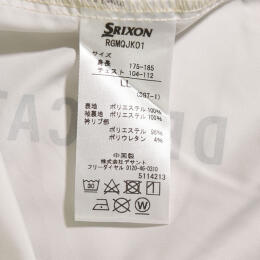 SRIXON
RGMQJK01
サイズ
身長 175-185
チェスト 104-112
LL
(CST-1)
表地 ポリエステル 100%
袖裏地 ポリエステル 100%
衿リブ部
ポリエステル 96%
ポリウレタン 4%
中国製
株式会社デサント
フリーダイヤル 0120-46-0310
5114213